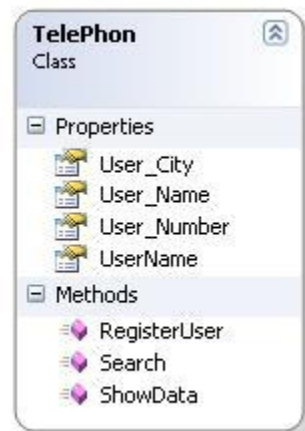 TelePhon
Class
Properties
User_City
User_Name
User_Number
UserName
Methods
RegisterUser
Search
ShowData